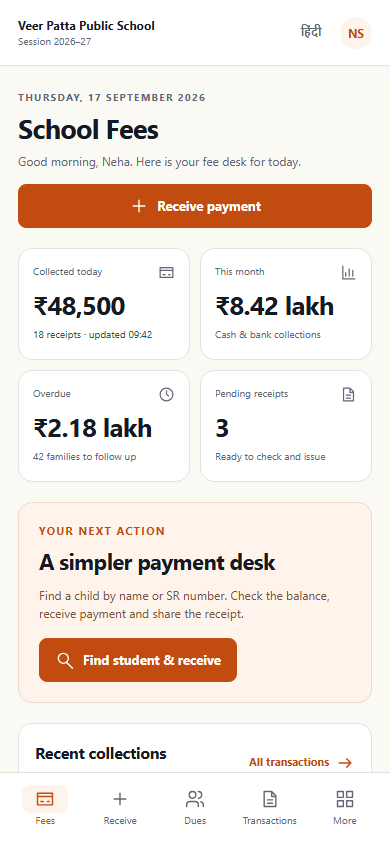 Veer Patta Public School
Session 2026–27
हिंदी
NS
THURSDAY, 17 SEPTEMBER 2026
School Fees
Good morning, Neha. Here is your fee desk for today.
Receive payment
Collected today
₹48,500
18 receipts · updated 09:42
This month
₹8.42 lakh
Cash & bank collections
Overdue
₹2.18 lakh
42 families to follow up
Pending receipts
3
Ready to check and issue
YOUR NEXT ACTION
A simpler payment desk
Find a child by name or SR number. Check the balance,
receive payment and share the receipt.
Find student & receive
Recent collections
All transactions
Fees
Receive
Dues
Transactions
More